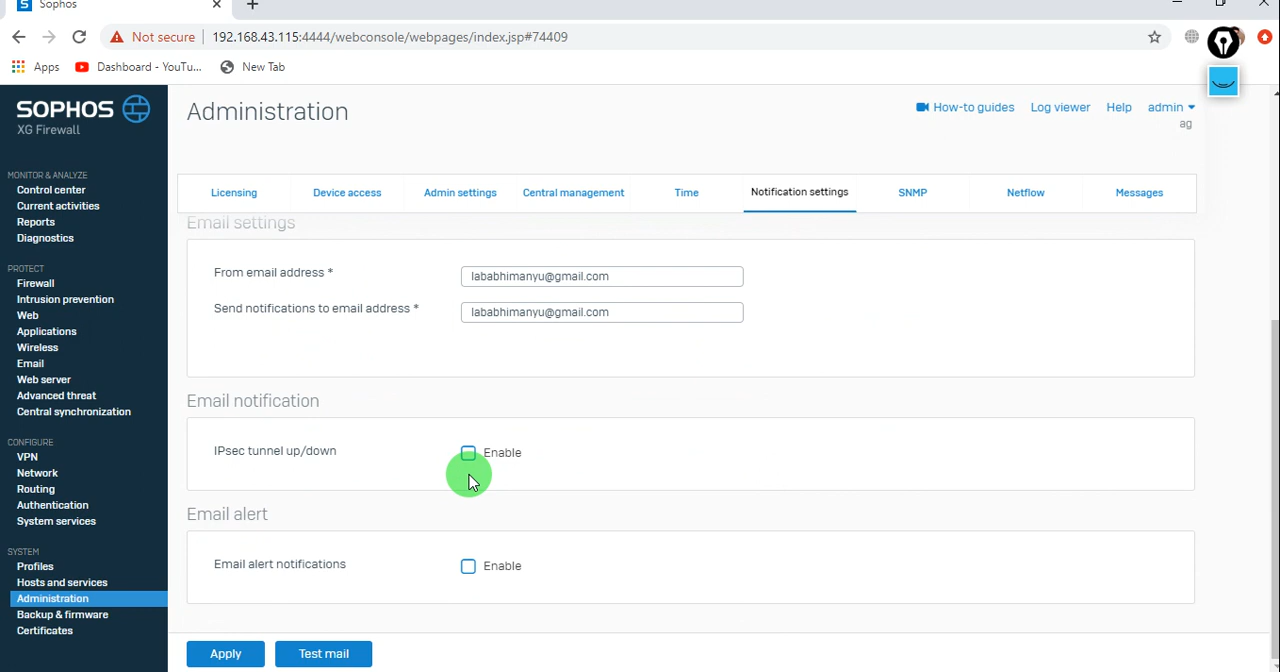 Sophos
Not secure 192.168.43.115:4444/webconsole/webpages/index.jsp#74409
Apps Dashboard - YouTu... New Tab
SOPHOS
XG Firewall
MONITOR & ANALYZE
Control center
Current activities
Reports
Diagnostics
PROTECT
Firewall
Intrusion prevention
Web
Applications
Wireless
Email
Web server
Advanced threat
Central synchronization
CONFIGURE
VPN
Network
Routing
Authentication
System services
SYSTEM
Profiles
Hosts and services
Administration
Backup & firmware
Certificates
Administration
How-to guides Log viewer Help admin
ag
Licensing Device access Admin settings Central management Time Notification settings SNMP Netflow Messages
Email settings
From email address * lababhimanyu@gmail.com
Send notifications to email address * lababhimanyu@gmail.com
Email notification
IPsec tunnel up/down Enable
Email alert
Email alert notifications Enable
Apply Test mail